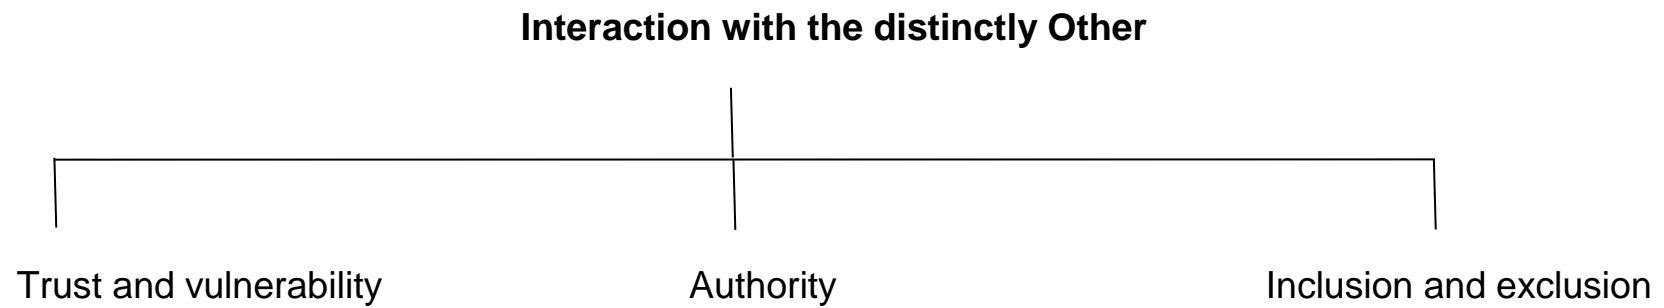 Interaction with the distinctly Other
Trust and vulnerability
Authority
Inclusion and exclusion